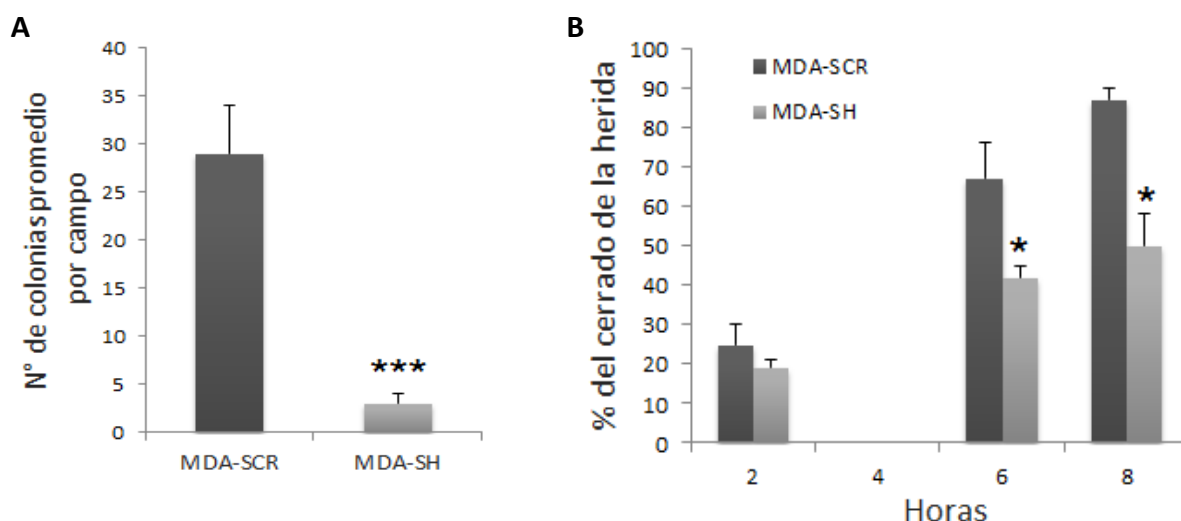 A
N° de colonias promedio
por campo
40
35
30
25
20
15
10
5
0
***
MDA-SCR
MDA-SH
B
% del cerrado de la herida
100
90
80
70
60
50
40
30
20
10
0
MDA-SCR
MDA-SH
*
*
2
4
6
8
Horas